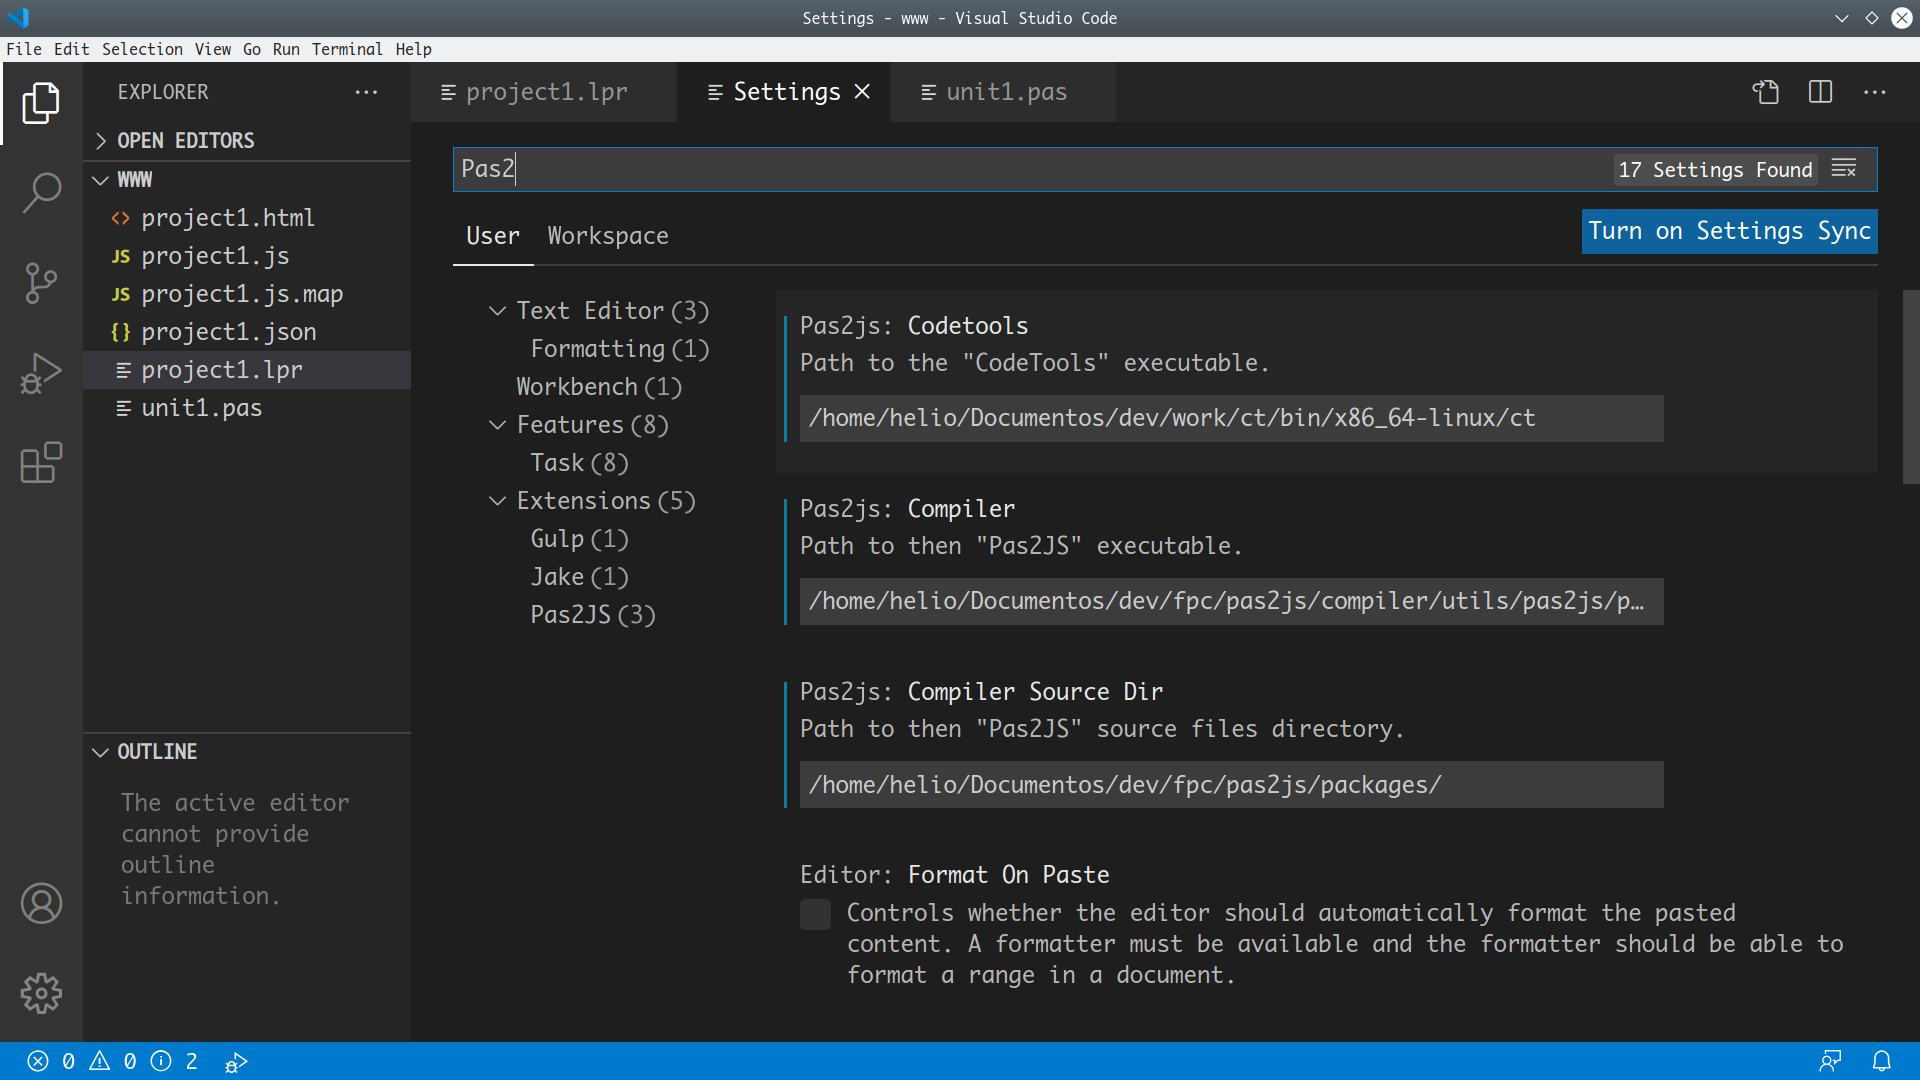 Settings - www - Visual Studio Code
File Edit Selection View Go Run Terminal Help
EXPLORER
OPEN EDITORS
WWW
project1.html
JS project1.js
JS project1.js.map
{} project1.json
project1.lpr
unit1.pas
OUTLINE
The active editor
cannot provide
outline
information.
project1.lpr Settings unit1.pas
Pas2
17 Settings Found
User Workspace
Turn on Settings Sync
Text Editor (3)
Formatting (1)
Workbench (1)
Features (8)
Task (8)
Extensions (5)
Gulp (1)
Jake (1)
Pas2JS (3)
Pas2js: Codetools
Path to the "CodeTools" executable.
/home/helio/Documentos/dev/work/ct/bin/x86_64-linux/ct
Pas2js: Compiler
Path to then "Pas2JS" executable.
/home/helio/Documentos/dev/fpc/pas2js/compiler/utils/pas2js/p…
Pas2js: Compiler Source Dir
Path to then "Pas2JS" source files directory.
/home/helio/Documentos/dev/fpc/pas2js/packages/
Editor: Format On Paste
Controls whether the editor should automatically format the pasted
content. A formatter must be available and the formatter should be able to
format a range in a document.
0 0 2